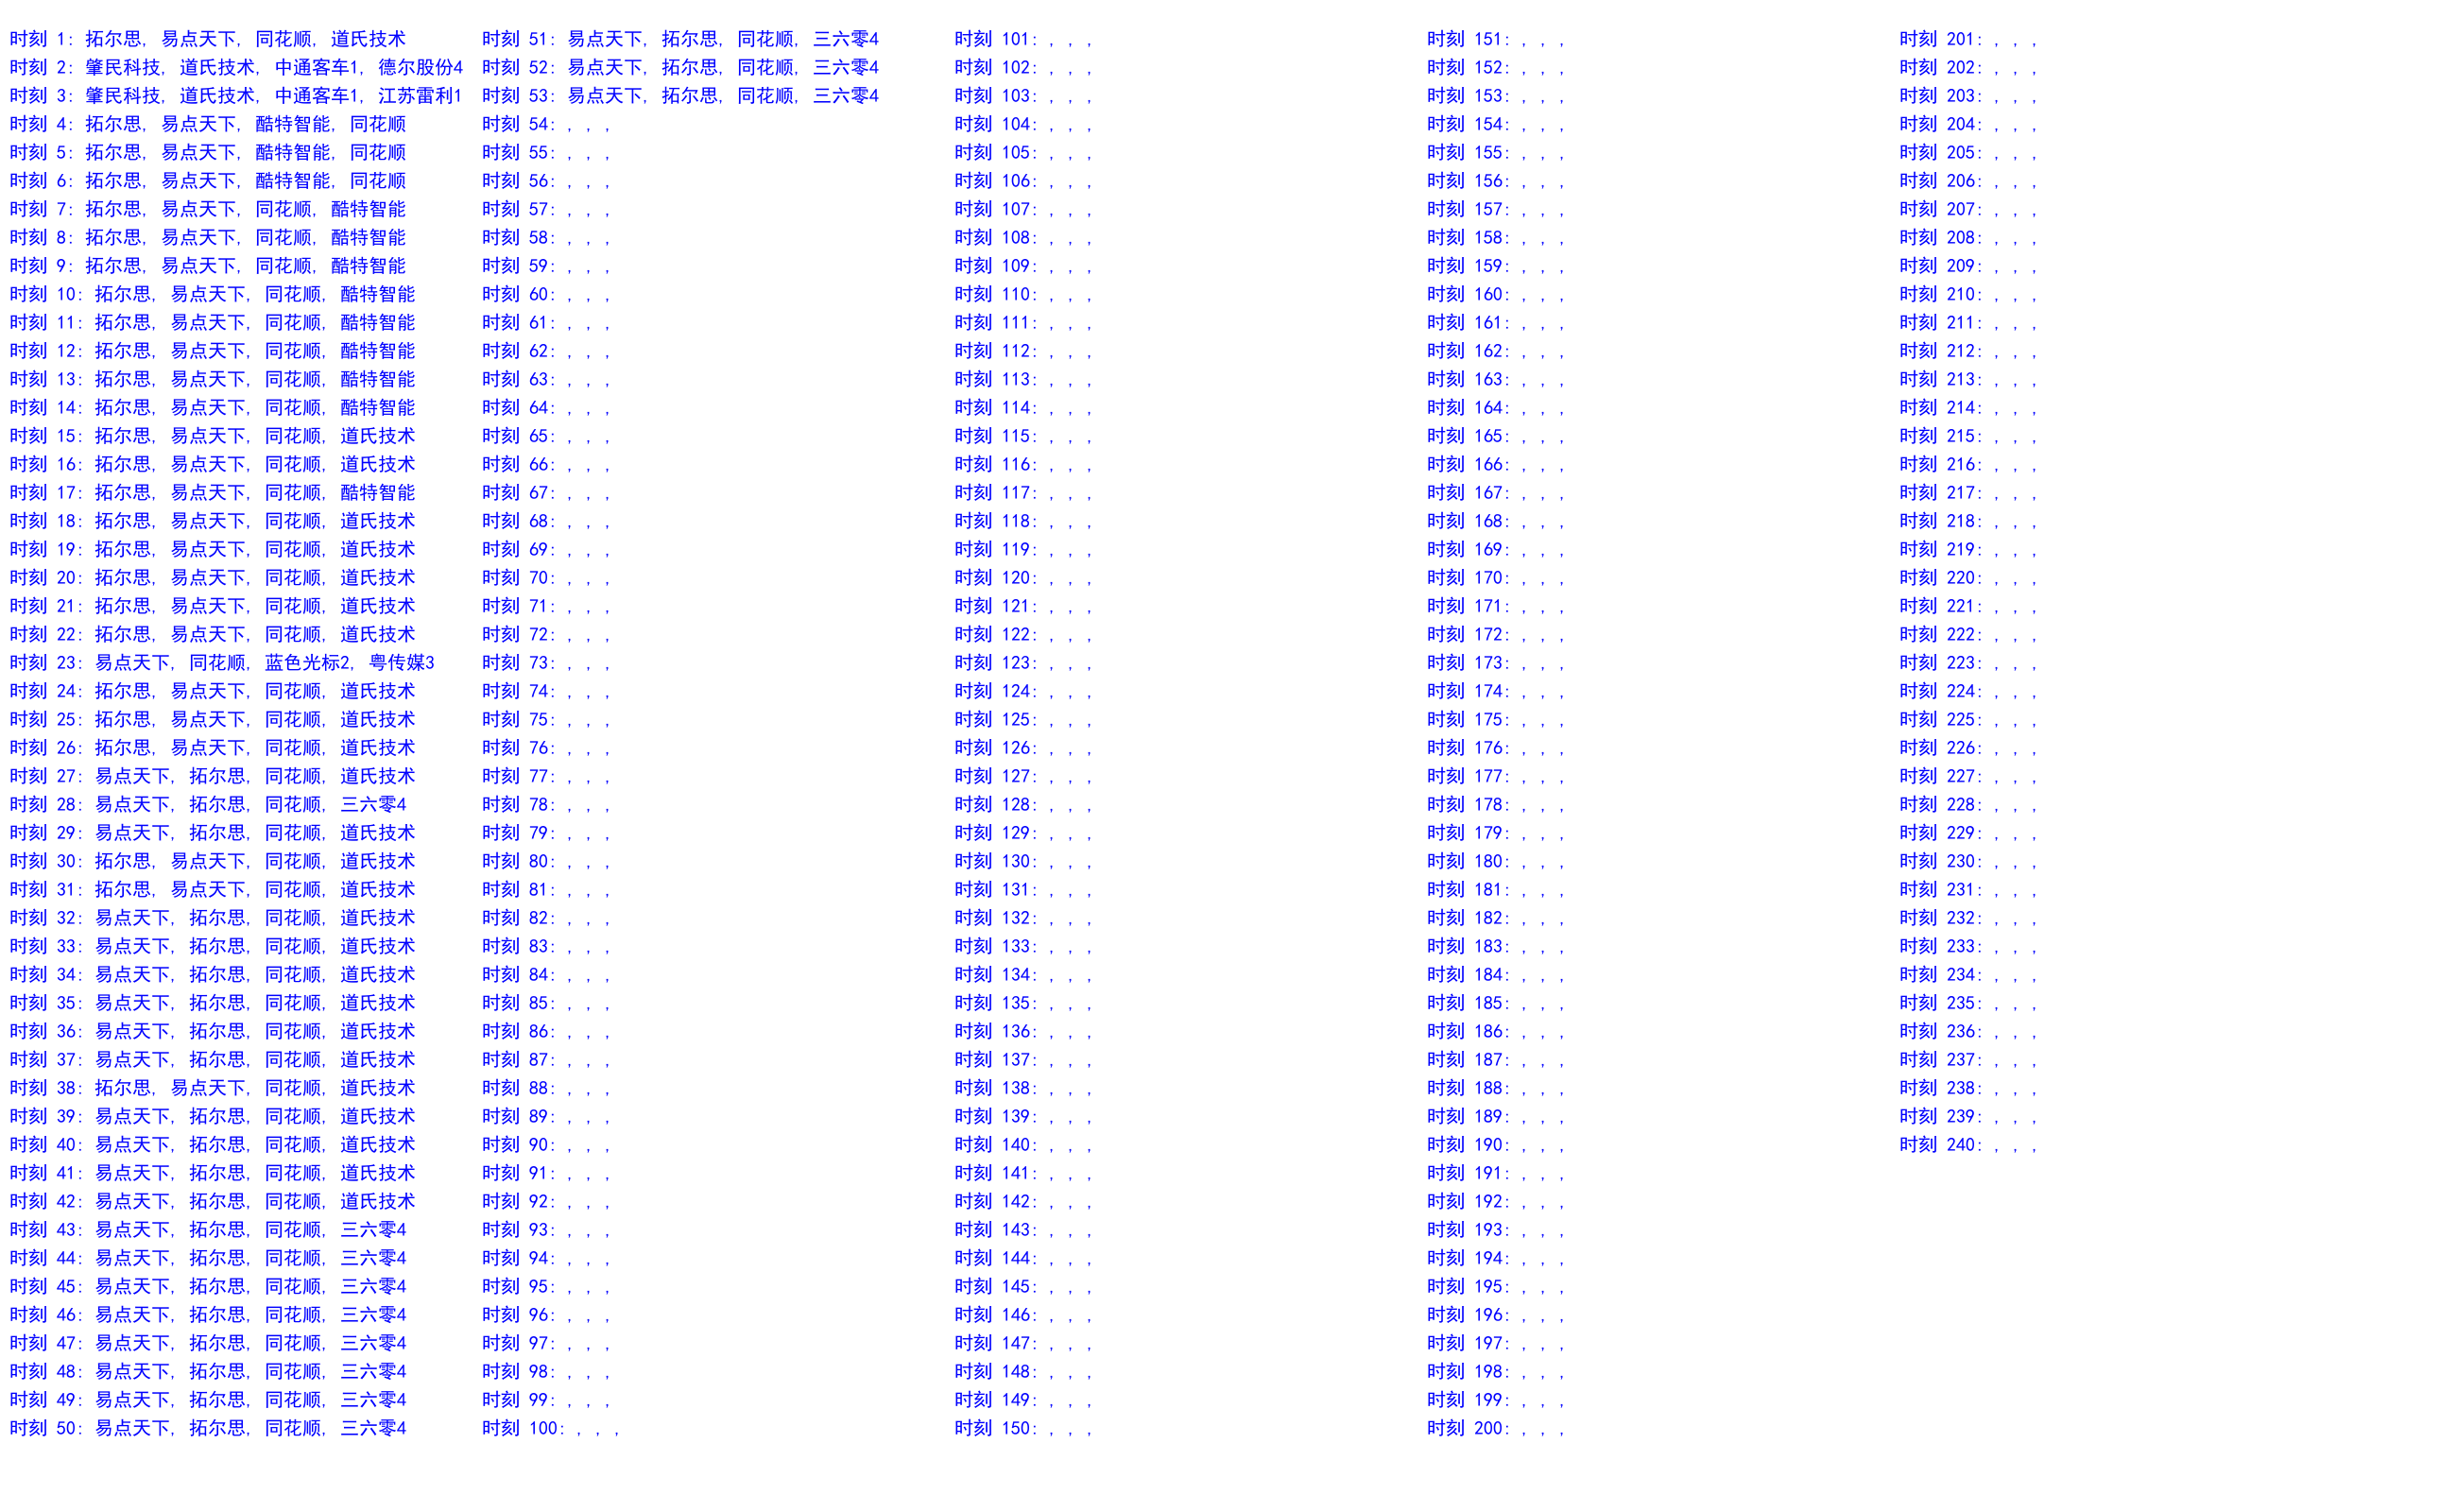 时刻 1: 拓尔思, 易点天下, 同花顺, 道氏技术
时刻 2: 肇民科技, 道氏技术, 中通客车1, 德尔股份4
时刻 3: 肇民科技, 道氏技术, 中通客车1, 江苏雷利1
时刻 4: 拓尔思, 易点天下, 酷特智能, 同花顺
时刻 5: 拓尔思, 易点天下, 酷特智能, 同花顺
时刻 6: 拓尔思, 易点天下, 酷特智能, 同花顺
时刻 7: 拓尔思, 易点天下, 同花顺, 酷特智能
时刻 8: 拓尔思, 易点天下, 同花顺, 酷特智能
时刻 9: 拓尔思, 易点天下, 同花顺, 酷特智能
时刻 10: 拓尔思, 易点天下, 同花顺, 酷特智能
时刻 11: 拓尔思, 易点天下, 同花顺, 酷特智能
时刻 12: 拓尔思, 易点天下, 同花顺, 酷特智能
时刻 13: 拓尔思, 易点天下, 同花顺, 酷特智能
时刻 14: 拓尔思, 易点天下, 同花顺, 酷特智能
时刻 15: 拓尔思, 易点天下, 同花顺, 道氏技术
时刻 16: 拓尔思, 易点天下, 同花顺, 道氏技术
时刻 17: 拓尔思, 易点天下, 同花顺, 酷特智能
时刻 18: 拓尔思, 易点天下, 同花顺, 道氏技术
时刻 19: 拓尔思, 易点天下, 同花顺, 道氏技术
时刻 20: 拓尔思, 易点天下, 同花顺, 道氏技术
时刻 21: 拓尔思, 易点天下, 同花顺, 道氏技术
时刻 22: 拓尔思, 易点天下, 同花顺, 道氏技术
时刻 23: 易点天下, 同花顺, 蓝色光标2, 粤传媒3
时刻 24: 拓尔思, 易点天下, 同花顺, 道氏技术
时刻 25: 拓尔思, 易点天下, 同花顺, 道氏技术
时刻 26: 拓尔思, 易点天下, 同花顺, 道氏技术
时刻 27: 易点天下, 拓尔思, 同花顺, 道氏技术
时刻 28: 易点天下, 拓尔思, 同花顺, 三六零4
时刻 29: 易点天下, 拓尔思, 同花顺, 道氏技术
时刻 30: 拓尔思, 易点天下, 同花顺, 道氏技术
时刻 31: 拓尔思, 易点天下, 同花顺, 道氏技术
时刻 32: 易点天下, 拓尔思, 同花顺, 道氏技术
时刻 33: 易点天下, 拓尔思, 同花顺, 道氏技术
时刻 34: 易点天下, 拓尔思, 同花顺, 道氏技术
时刻 35: 易点天下, 拓尔思, 同花顺, 道氏技术
时刻 36: 易点天下, 拓尔思, 同花顺, 道氏技术
时刻 37: 易点天下, 拓尔思, 同花顺, 道氏技术
时刻 38: 拓尔思, 易点天下, 同花顺, 道氏技术
时刻 39: 易点天下, 拓尔思, 同花顺, 道氏技术
时刻 40: 易点天下, 拓尔思, 同花顺, 道氏技术
时刻 41: 易点天下, 拓尔思, 同花顺, 道氏技术
时刻 42: 易点天下, 拓尔思, 同花顺, 道氏技术
时刻 43: 易点天下, 拓尔思, 同花顺, 三六零4
时刻 44: 易点天下, 拓尔思, 同花顺, 三六零4
时刻 45: 易点天下, 拓尔思, 同花顺, 三六零4
时刻 46: 易点天下, 拓尔思, 同花顺, 三六零4
时刻 47: 易点天下, 拓尔思, 同花顺, 三六零4
时刻 48: 易点天下, 拓尔思, 同花顺, 三六零4
时刻 49: 易点天下, 拓尔思, 同花顺, 三六零4
时刻 50: 易点天下, 拓尔思, 同花顺, 三六零4
时刻 51: 易点天下, 拓尔思, 同花顺, 三六零4
时刻 52: 易点天下, 拓尔思, 同花顺, 三六零4
时刻 53: 易点天下, 拓尔思, 同花顺, 三六零4
时刻 54: , , ,
时刻 55: , , ,
时刻 56: , , ,
时刻 57: , , ,
时刻 58: , , ,
时刻 59: , , ,
时刻 60: , , ,
时刻 61: , , ,
时刻 62: , , ,
时刻 63: , , ,
时刻 64: , , ,
时刻 65: , , ,
时刻 66: , , ,
时刻 67: , , ,
时刻 68: , , ,
时刻 69: , , ,
时刻 70: , , ,
时刻 71: , , ,
时刻 72: , , ,
时刻 73: , , ,
时刻 74: , , ,
时刻 75: , , ,
时刻 76: , , ,
时刻 77: , , ,
时刻 78: , , ,
时刻 79: , , ,
时刻 80: , , ,
时刻 81: , , ,
时刻 82: , , ,
时刻 83: , , ,
时刻 84: , , ,
时刻 85: , , ,
时刻 86: , , ,
时刻 87: , , ,
时刻 88: , , ,
时刻 89: , , ,
时刻 90: , , ,
时刻 91: , , ,
时刻 92: , , ,
时刻 93: , , ,
时刻 94: , , ,
时刻 95: , , ,
时刻 96: , , ,
时刻 97: , , ,
时刻 98: , , ,
时刻 99: , , ,
时刻 100: , , ,
时刻 101: , , ,
时刻 102: , , ,
时刻 103: , , ,
时刻 104: , , ,
时刻 105: , , ,
时刻 106: , , ,
时刻 107: , , ,
时刻 108: , , ,
时刻 109: , , ,
时刻 110: , , ,
时刻 111: , , ,
时刻 112: , , ,
时刻 113: , , ,
时刻 114: , , ,
时刻 115: , , ,
时刻 116: , , ,
时刻 117: , , ,
时刻 118: , , ,
时刻 119: , , ,
时刻 120: , , ,
时刻 121: , , ,
时刻 122: , , ,
时刻 123: , , ,
时刻 124: , , ,
时刻 125: , , ,
时刻 126: , , ,
时刻 127: , , ,
时刻 128: , , ,
时刻 129: , , ,
时刻 130: , , ,
时刻 131: , , ,
时刻 132: , , ,
时刻 133: , , ,
时刻 134: , , ,
时刻 135: , , ,
时刻 136: , , ,
时刻 137: , , ,
时刻 138: , , ,
时刻 139: , , ,
时刻 140: , , ,
时刻 141: , , ,
时刻 142: , , ,
时刻 143: , , ,
时刻 144: , , ,
时刻 145: , , ,
时刻 146: , , ,
时刻 147: , , ,
时刻 148: , , ,
时刻 149: , , ,
时刻 150: , , ,
时刻 151: , , ,
时刻 152: , , ,
时刻 153: , , ,
时刻 154: , , ,
时刻 155: , , ,
时刻 156: , , ,
时刻 157: , , ,
时刻 158: , , ,
时刻 159: , , ,
时刻 160: , , ,
时刻 161: , , ,
时刻 162: , , ,
时刻 163: , , ,
时刻 164: , , ,
时刻 165: , , ,
时刻 166: , , ,
时刻 167: , , ,
时刻 168: , , ,
时刻 169: , , ,
时刻 170: , , ,
时刻 171: , , ,
时刻 172: , , ,
时刻 173: , , ,
时刻 174: , , ,
时刻 175: , , ,
时刻 176: , , ,
时刻 177: , , ,
时刻 178: , , ,
时刻 179: , , ,
时刻 180: , , ,
时刻 181: , , ,
时刻 182: , , ,
时刻 183: , , ,
时刻 184: , , ,
时刻 185: , , ,
时刻 186: , , ,
时刻 187: , , ,
时刻 188: , , ,
时刻 189: , , ,
时刻 190: , , ,
时刻 191: , , ,
时刻 192: , , ,
时刻 193: , , ,
时刻 194: , , ,
时刻 195: , , ,
时刻 196: , , ,
时刻 197: , , ,
时刻 198: , , ,
时刻 199: , , ,
时刻 200: , , ,
时刻 201: , , ,
时刻 202: , , ,
时刻 203: , , ,
时刻 204: , , ,
时刻 205: , , ,
时刻 206: , , ,
时刻 207: , , ,
时刻 208: , , ,
时刻 209: , , ,
时刻 210: , , ,
时刻 211: , , ,
时刻 212: , , ,
时刻 213: , , ,
时刻 214: , , ,
时刻 215: , , ,
时刻 216: , , ,
时刻 217: , , ,
时刻 218: , , ,
时刻 219: , , ,
时刻 220: , , ,
时刻 221: , , ,
时刻 222: , , ,
时刻 223: , , ,
时刻 224: , , ,
时刻 225: , , ,
时刻 226: , , ,
时刻 227: , , ,
时刻 228: , , ,
时刻 229: , , ,
时刻 230: , , ,
时刻 231: , , ,
时刻 232: , , ,
时刻 233: , , ,
时刻 234: , , ,
时刻 235: , , ,
时刻 236: , , ,
时刻 237: , , ,
时刻 238: , , ,
时刻 239: , , ,
时刻 240: , , ,